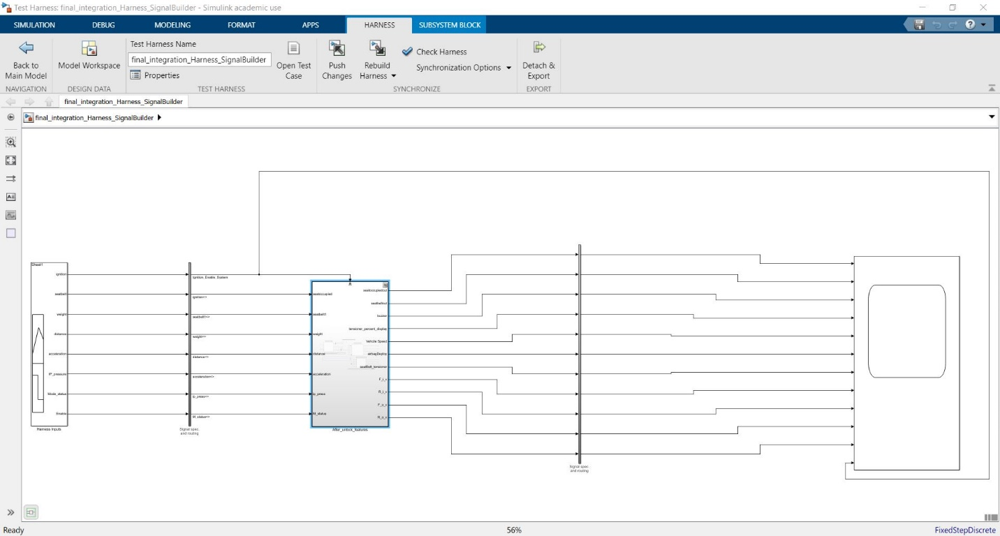 Test Harness: final_integration_Harness_SignalBuilder - Simulink academic use
SIMULATION DEBUG MODELING FORMAT APPS HARNESS SUBSYSTEM BLOCK
Back to
Main Model
NAVIGATION
Model Workspace
DESIGN DATA
Test Harness Name
final_integration_Harness_SignalBuilder
Properties
Open Test
Case
TEST HARNESS
Push
Changes
Rebuild
Harness
Check Harness
Synchronization Options
SYNCHRONIZE
Detach &
Export
EXPORT
final_integration_Harness_SignalBuilder
final_integration_Harness_SignalBuilder
Sheet1
ignition
seatbelt
weight
distance
acceleration
IP_pressure
Mode_status
Enable
Harness Inputs
Ignition_Enable_System
ignition<>
seatbelt1<>
weight<>
distance<>
acceleration<>
ip_press<>
M_status<>
Signal spec.
and routing
seatoccupied
seatbelt1
weight
distance
acceleration
ip_press
M_status
seatoccupiedout
seatbeltout
buzzer
tensioner_percent_display
Vehicle Speed
airbagDeploy
seatBelt_tensioner
F_i_v
R_i_v
F_o_v
R_o_v
After_unlock_features
Signal spec.
and routing
Ready
56%
FixedStepDiscrete